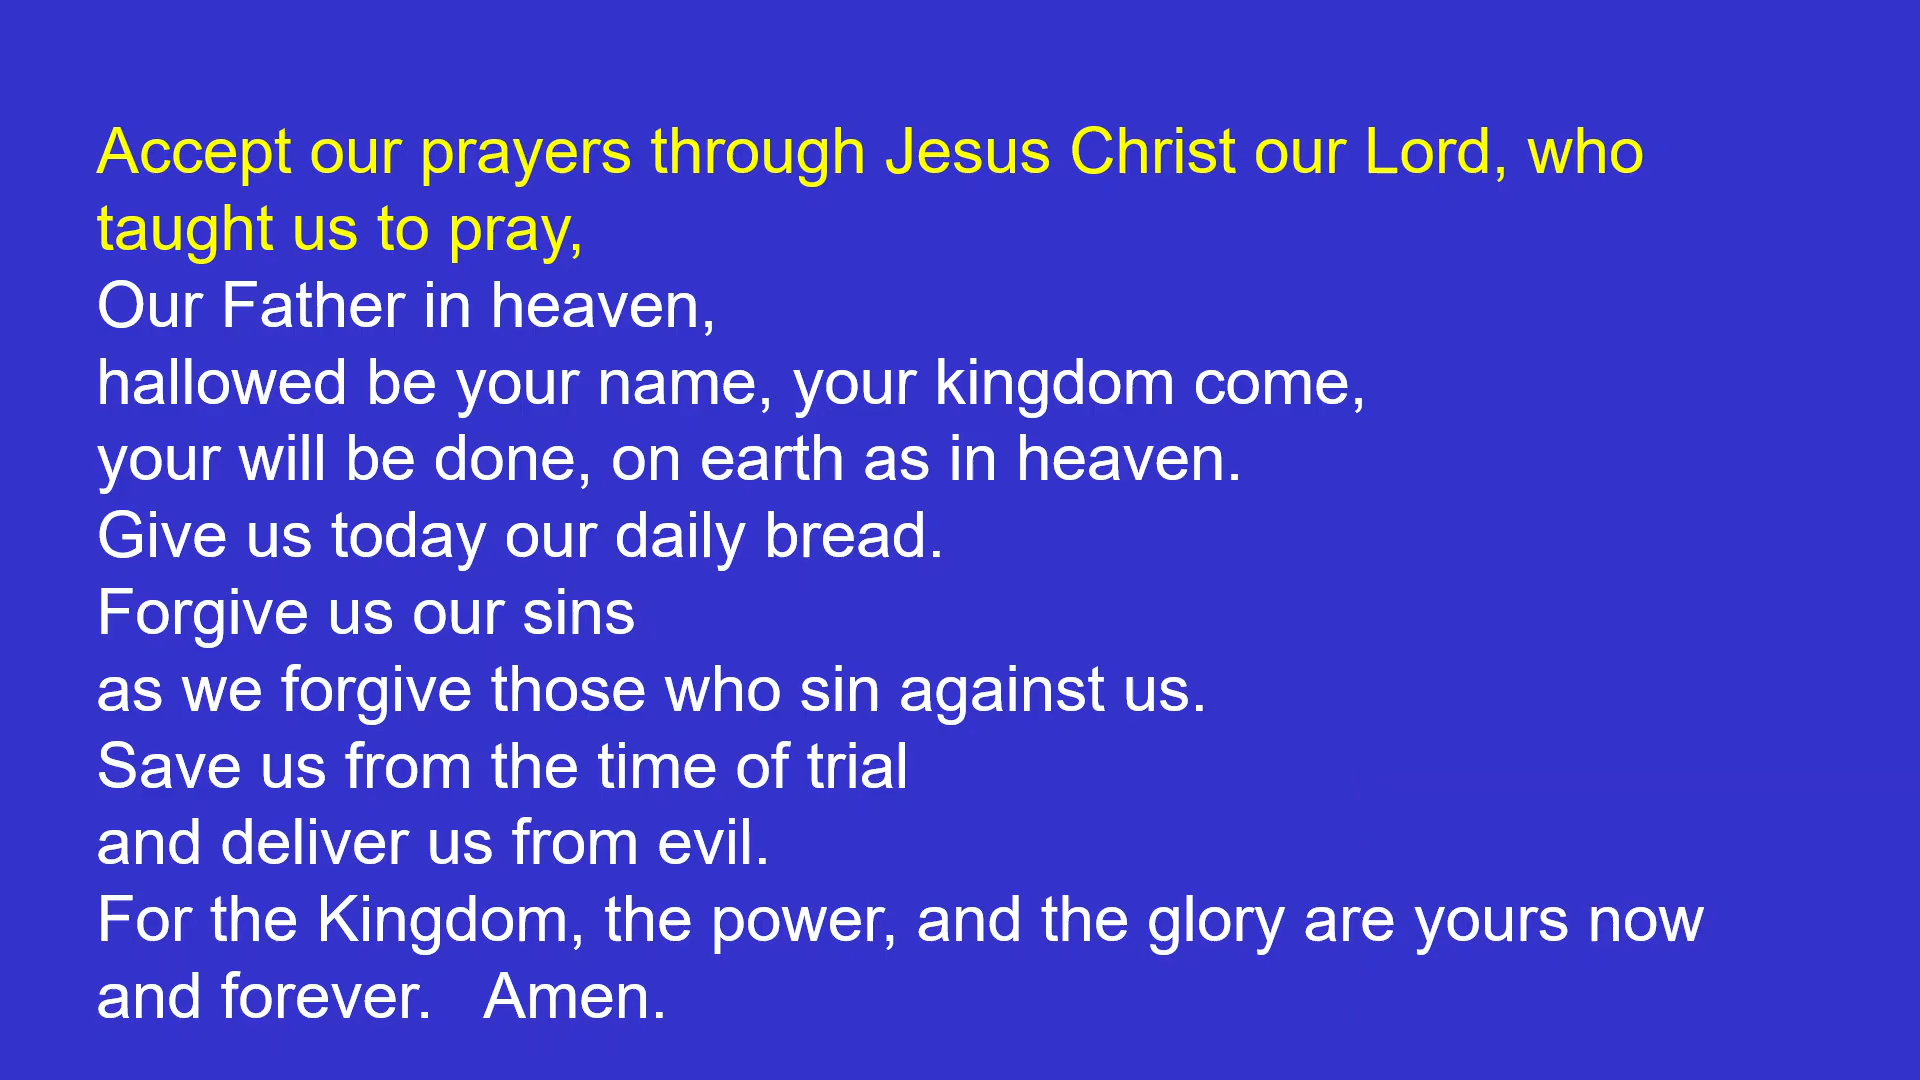 Accept our prayers through Jesus Christ our Lord, who
taught us to pray,
Our Father in heaven,
hallowed be your name, your kingdom come,
your will be done, on earth as in heaven.
Give us today our daily bread.
Forgive us our sins
as we forgive those who sin against us.
Save us from the time of trial
and deliver us from evil.
For the Kingdom, the power, and the glory are yours now
and forever.   Amen.